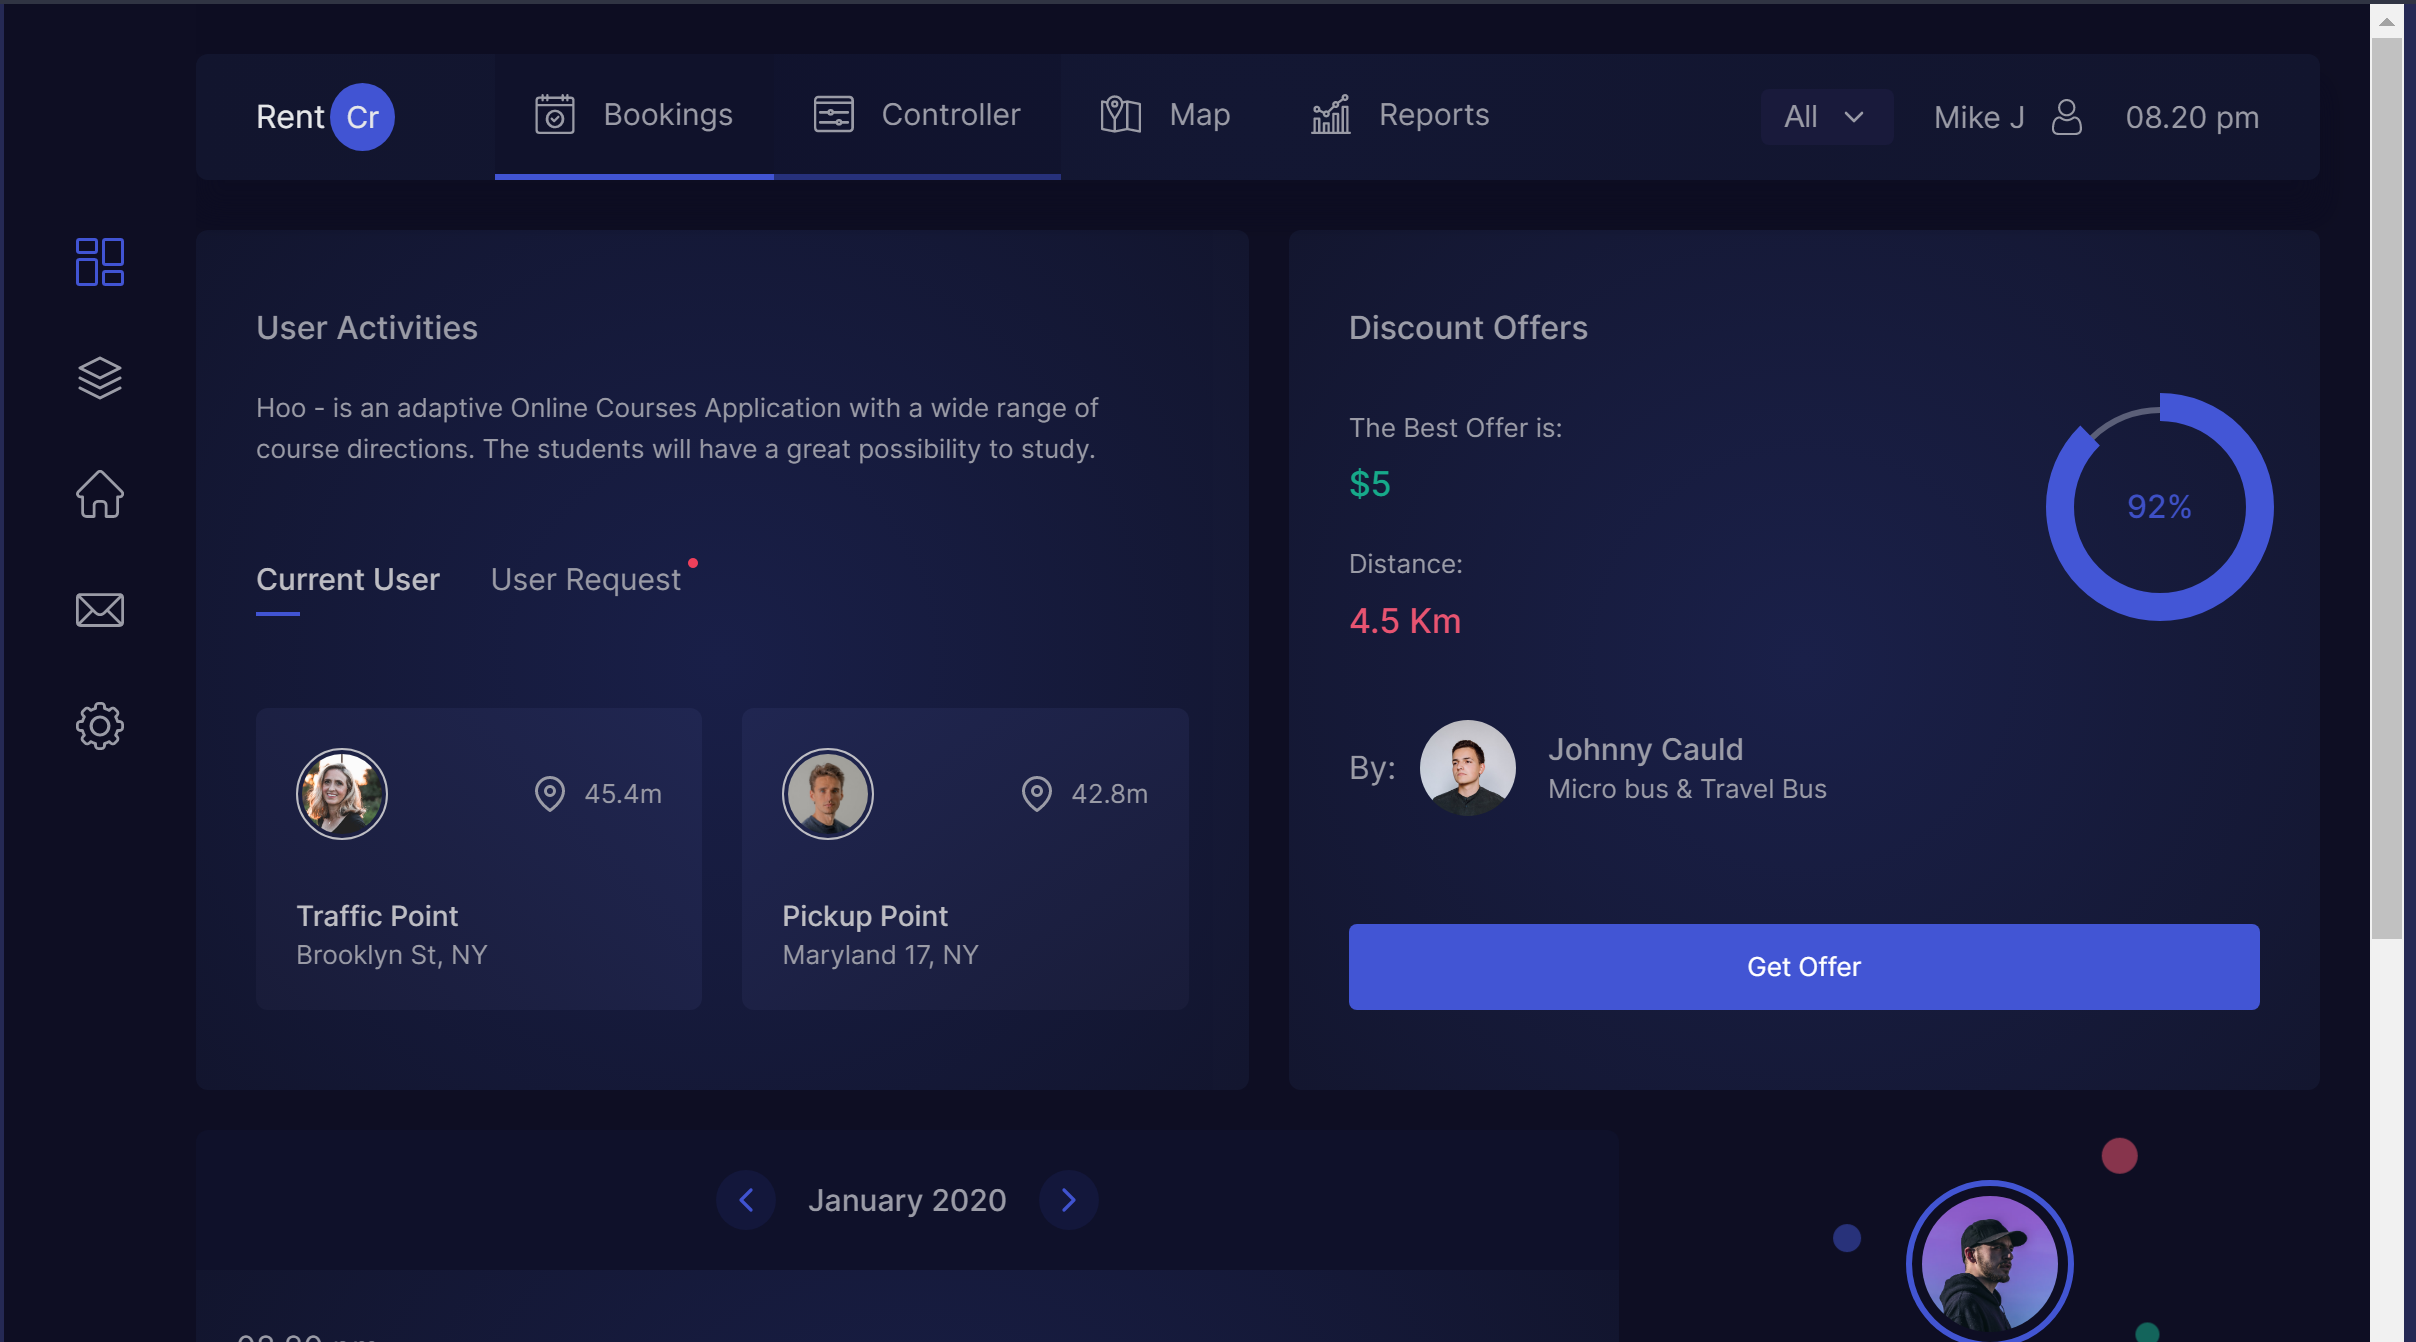 Rent Cr
Bookings
Controller
Map
Reports
All
Mike J
08.20 pm
User Activities
Hoo - is an adaptive Online Courses Application with a wide range of
course directions. The students will have a great possibility to study.
Current User
User Request
45.4m
Traffic Point
Brooklyn St, NY
42.8m
Pickup Point
Maryland 17, NY
Discount Offers
The Best Offer is:
$5
Distance:
4.5 Km
92%
By:
Johnny Cauld
Micro bus & Travel Bus
Get Offer
January 2020